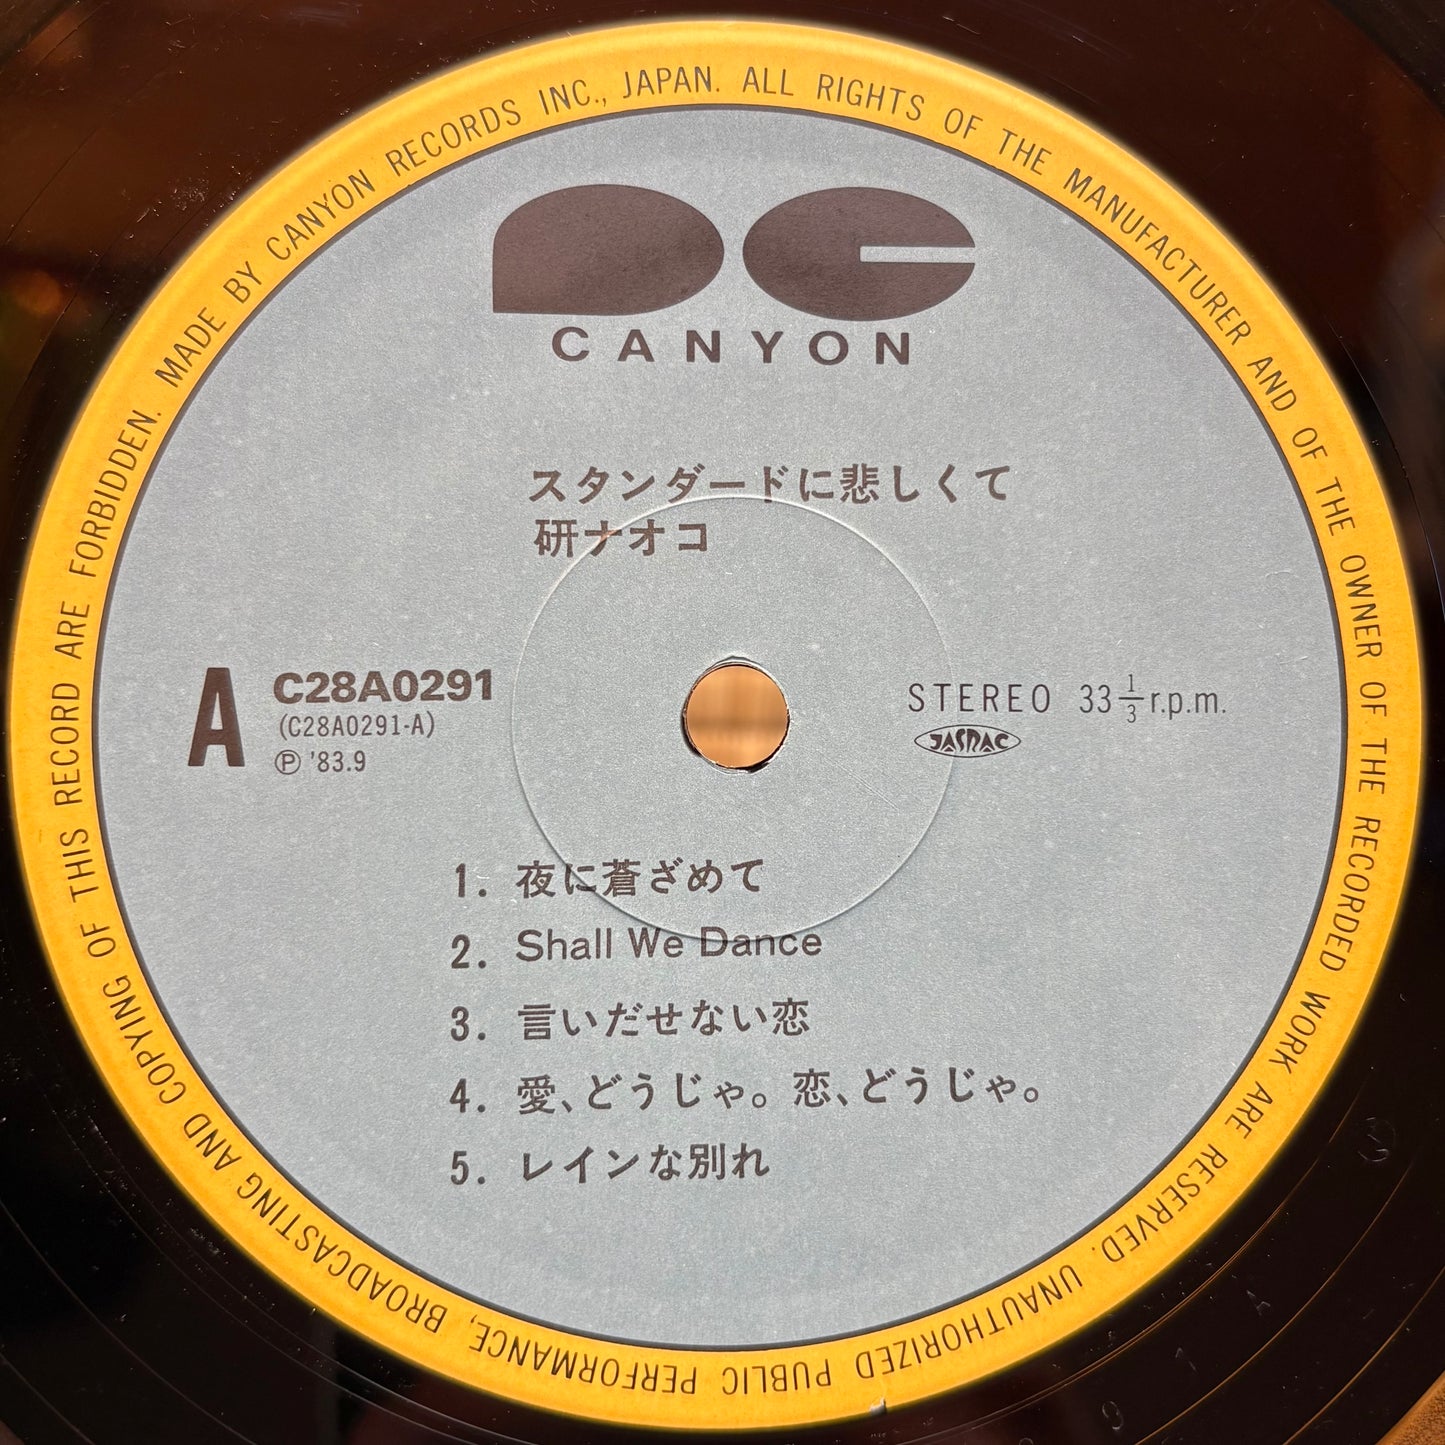 MADE BY CANYON RECORDS INC., JAPAN. ALL RIGHTS OF THE MANUFACTURER AND OF THE OWNER OF THE RECORDED WORK ARE RESERVED. UNAUTHORIZED PUBLIC PERFORMANCE, BROADCASTING AND COPYING OF THIS RECORD ARE FORBIDDEN.
CANYON
スタンダードに悲しくて
研ナオコ
A C28A0291
(C28A0291-A)
Ⓟ '83.9
STEREO 33 1/3 r.p.m.
JASRAC
1. 夜に蒼ざめて
2. Shall We Dance
3. 言いだせない恋
4. 愛、どうじゃ。恋、どうじゃ。
5. レインな別れ